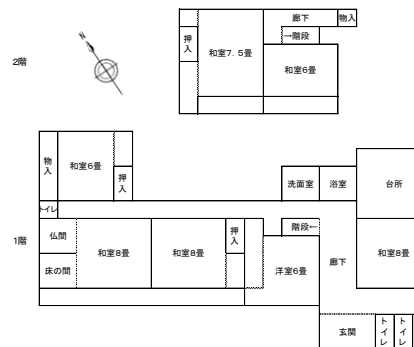 N
廊下
物入
→階段
押入
和室7.5畳
和室6畳
2階
物入
和室6畳
押入
洗面室
浴室
台所
トイレ
1階
仏間
和室8畳
和室8畳
押入
階段←
廊下
和室8畳
床の間
洋室6畳
玄関
トイレ
トイレ